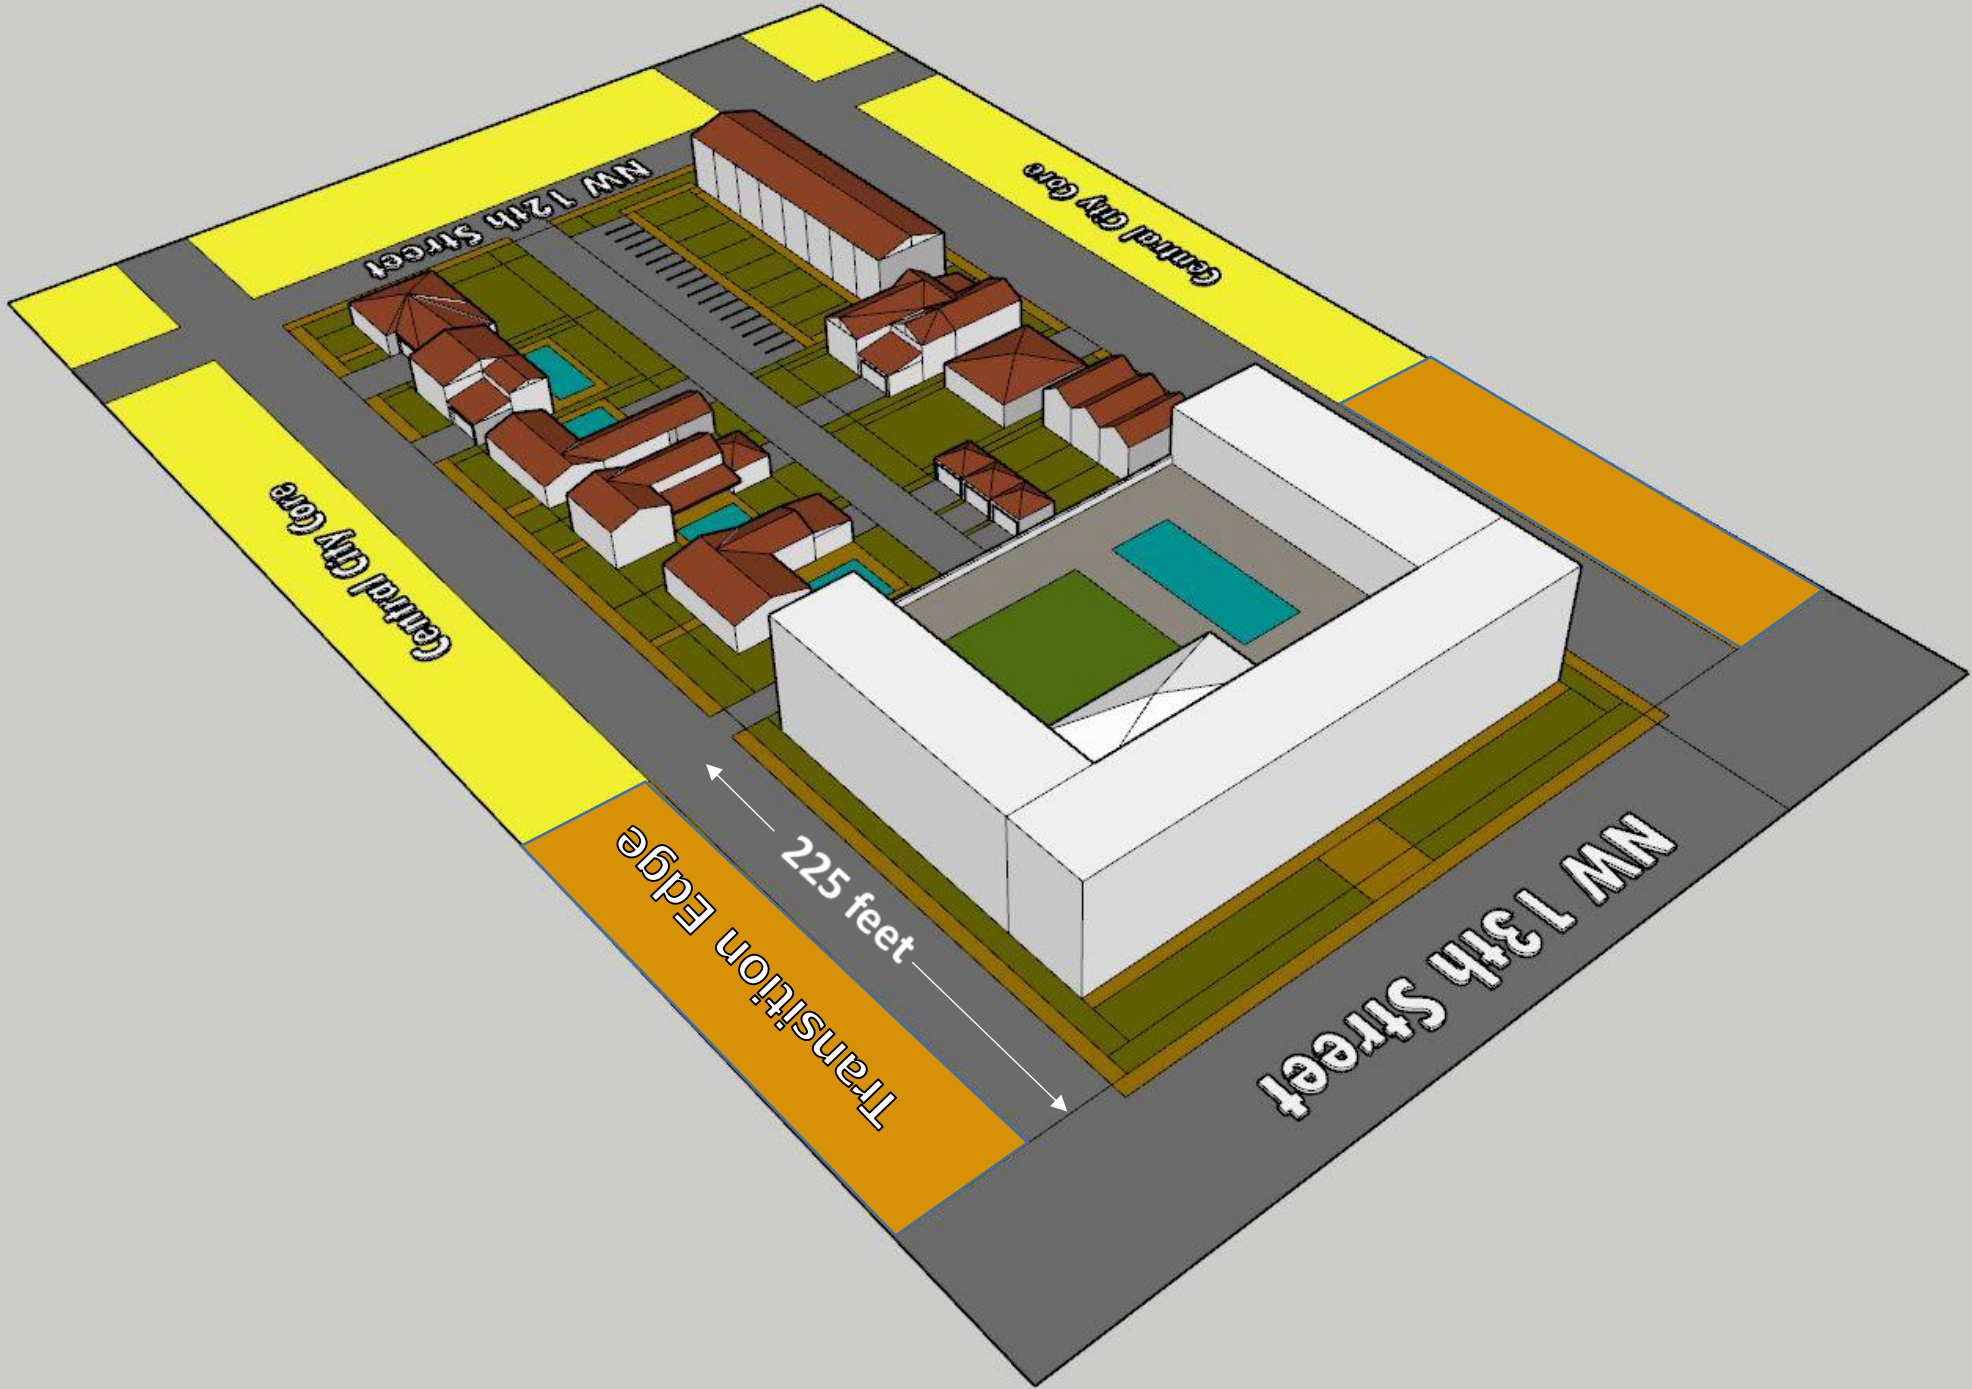 NW 12th Street
Central City Core
Central City Core
Transition Edge
225 feet
NW 13th Street